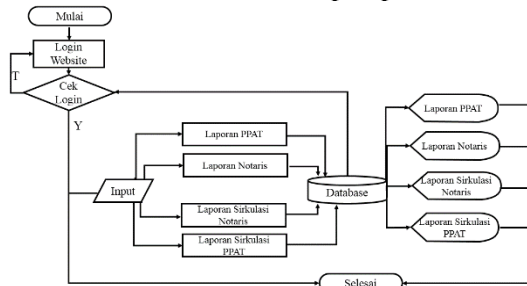 Mulai
Login
Website
T
Cek
Login
Y
Input
Laporan PPAT
Laporan Notaris
Laporan Sirkulasi
Notaris
Laporan Sirkulasi
PPAT
Database
Laporan PPAT
Laporan Notaris
Laporan Sirkulasi
Notaris
Laporan Sirkulasi
PPAT
Selesai